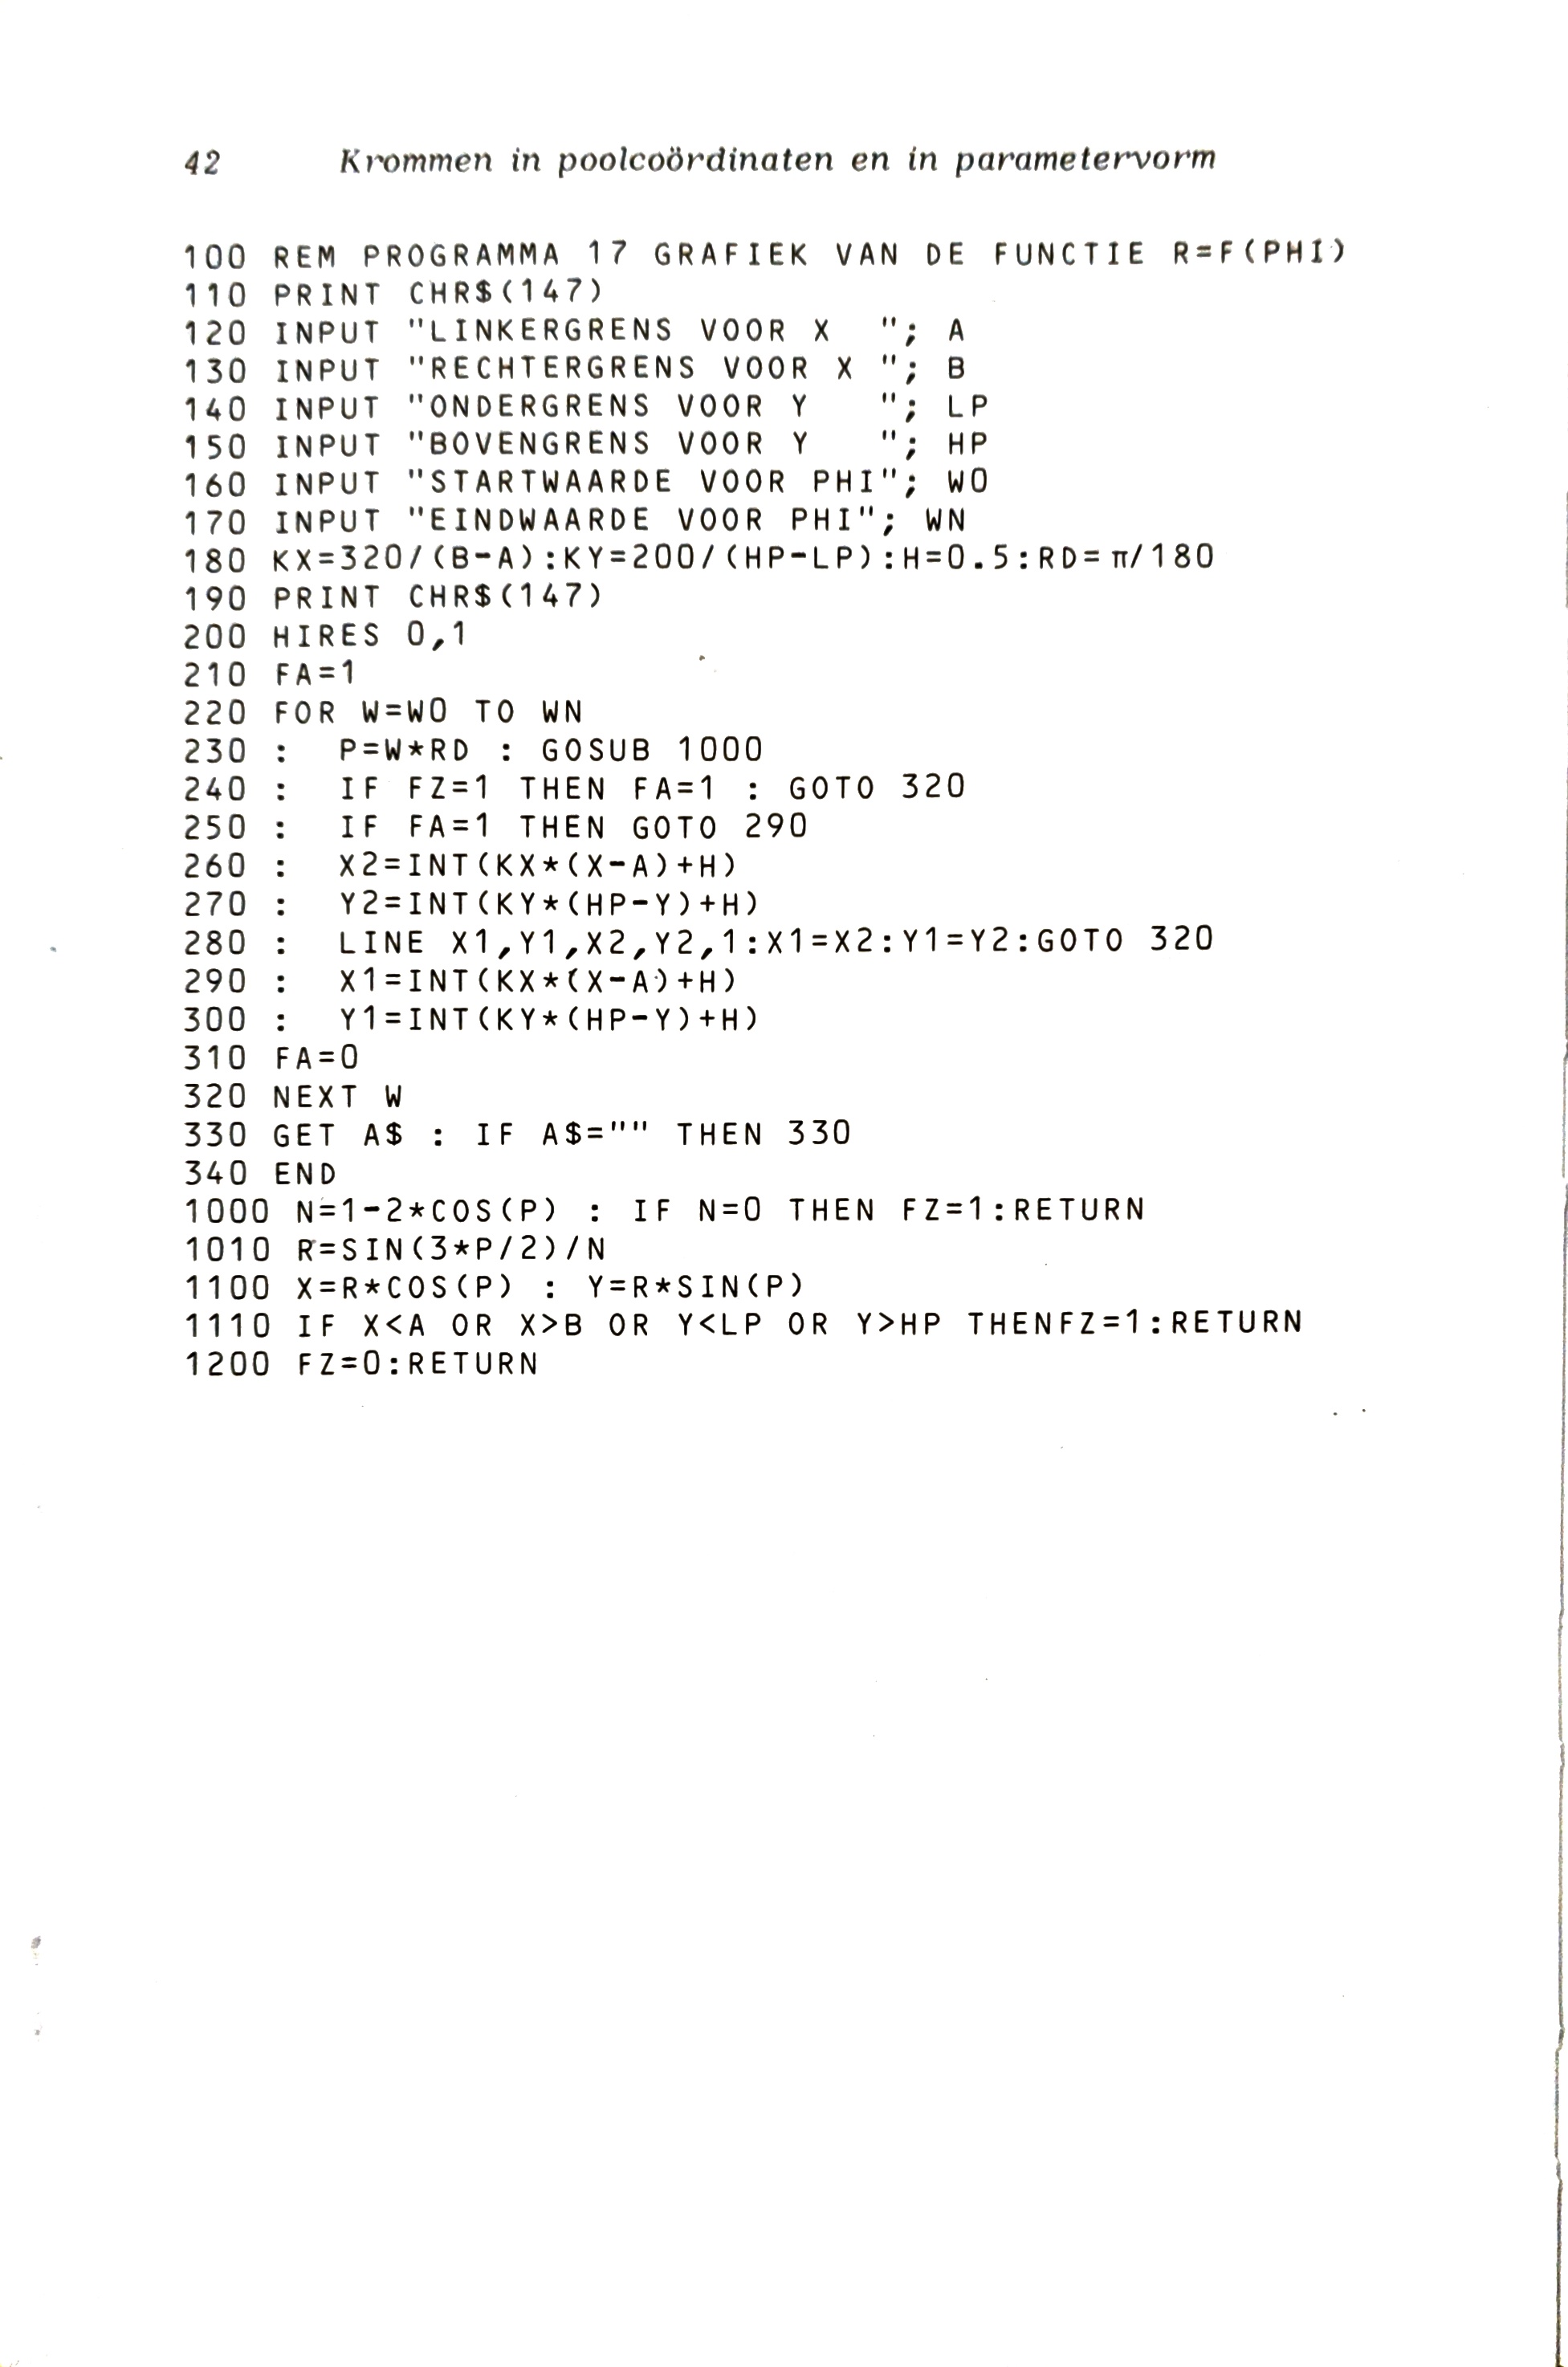 42 Krommen in poolcoördinaten en in parametervorm
100 REM PROGRAMMA 17 GRAFIEK VAN DE FUNCTIE R=F(PHI)
110 PRINT CHR$(147)
120 INPUT "LINKERGRENS VOOR X  "; A
130 INPUT "RECHTERGRENS VOOR X "; B
140 INPUT "ONDERGRENS VOOR Y   "; LP
150 INPUT "BOVENGRENS VOOR Y   "; HP
160 INPUT "STARTWAARDE VOOR PHI"; W0
170 INPUT "EINDWAARDE VOOR PHI"; WN
180 KX=320/(B-A):KY=200/(HP-LP):H=0.5:RD=π/180
190 PRINT CHR$(147)
200 HIRES 0,1
210 FA=1
220 FOR W=W0 TO WN
230 :  P=W*RD : GOSUB 1000
240 :  IF FZ=1 THEN FA=1 : GOTO 320
250 :  IF FA=1 THEN GOTO 290
260 :  X2=INT(KX*(X-A)+H)
270 :  Y2=INT(KY*(HP-Y)+H)
280 :  LINE X1,Y1,X2,Y2,1:X1=X2:Y1=Y2:GOTO 320
290 :  X1=INT(KX*(X-A)+H)
300 :  Y1=INT(KY*(HP-Y)+H)
310 FA=0
320 NEXT W
330 GET A$ : IF A$="" THEN 330
340 END
1000 N=1-2*COS(P) : IF N=0 THEN FZ=1:RETURN
1010 R=SIN(3*P/2)/N
1100 X=R*COS(P) : Y=R*SIN(P)
1110 IF X<A OR X>B OR Y<LP OR Y>HP THENFZ=1:RETURN
1200 FZ=0:RETURN